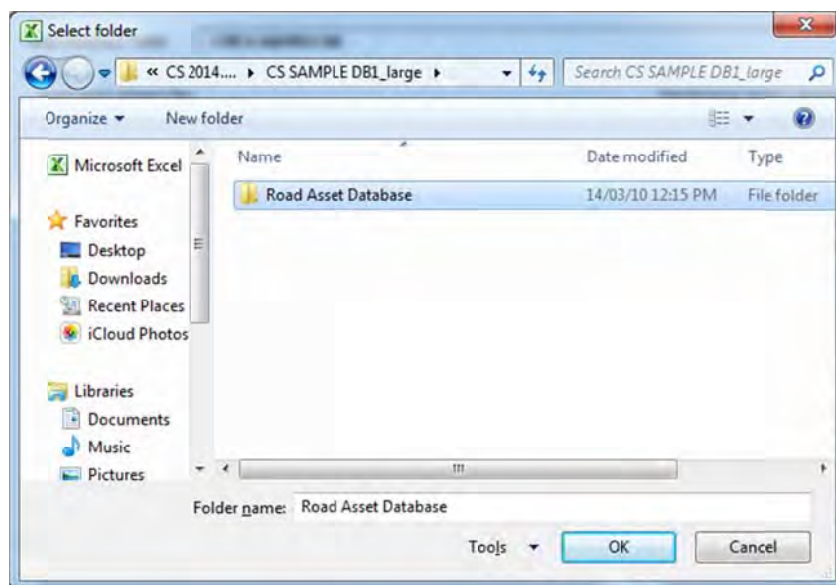 Select folder
« CS 2014.... ▸ CS SAMPLE DB1_large ▸ Search CS SAMPLE DB1_large
Organize New folder
Name Date modified Type
Microsoft Excel
Road Asset Database 14/03/10 12:15 PM File folder
Favorites
Desktop
Downloads
Recent Places
iCloud Photos
Libraries
Documents
Music
Pictures
Folder name: Road Asset Database
Tools OK Cancel